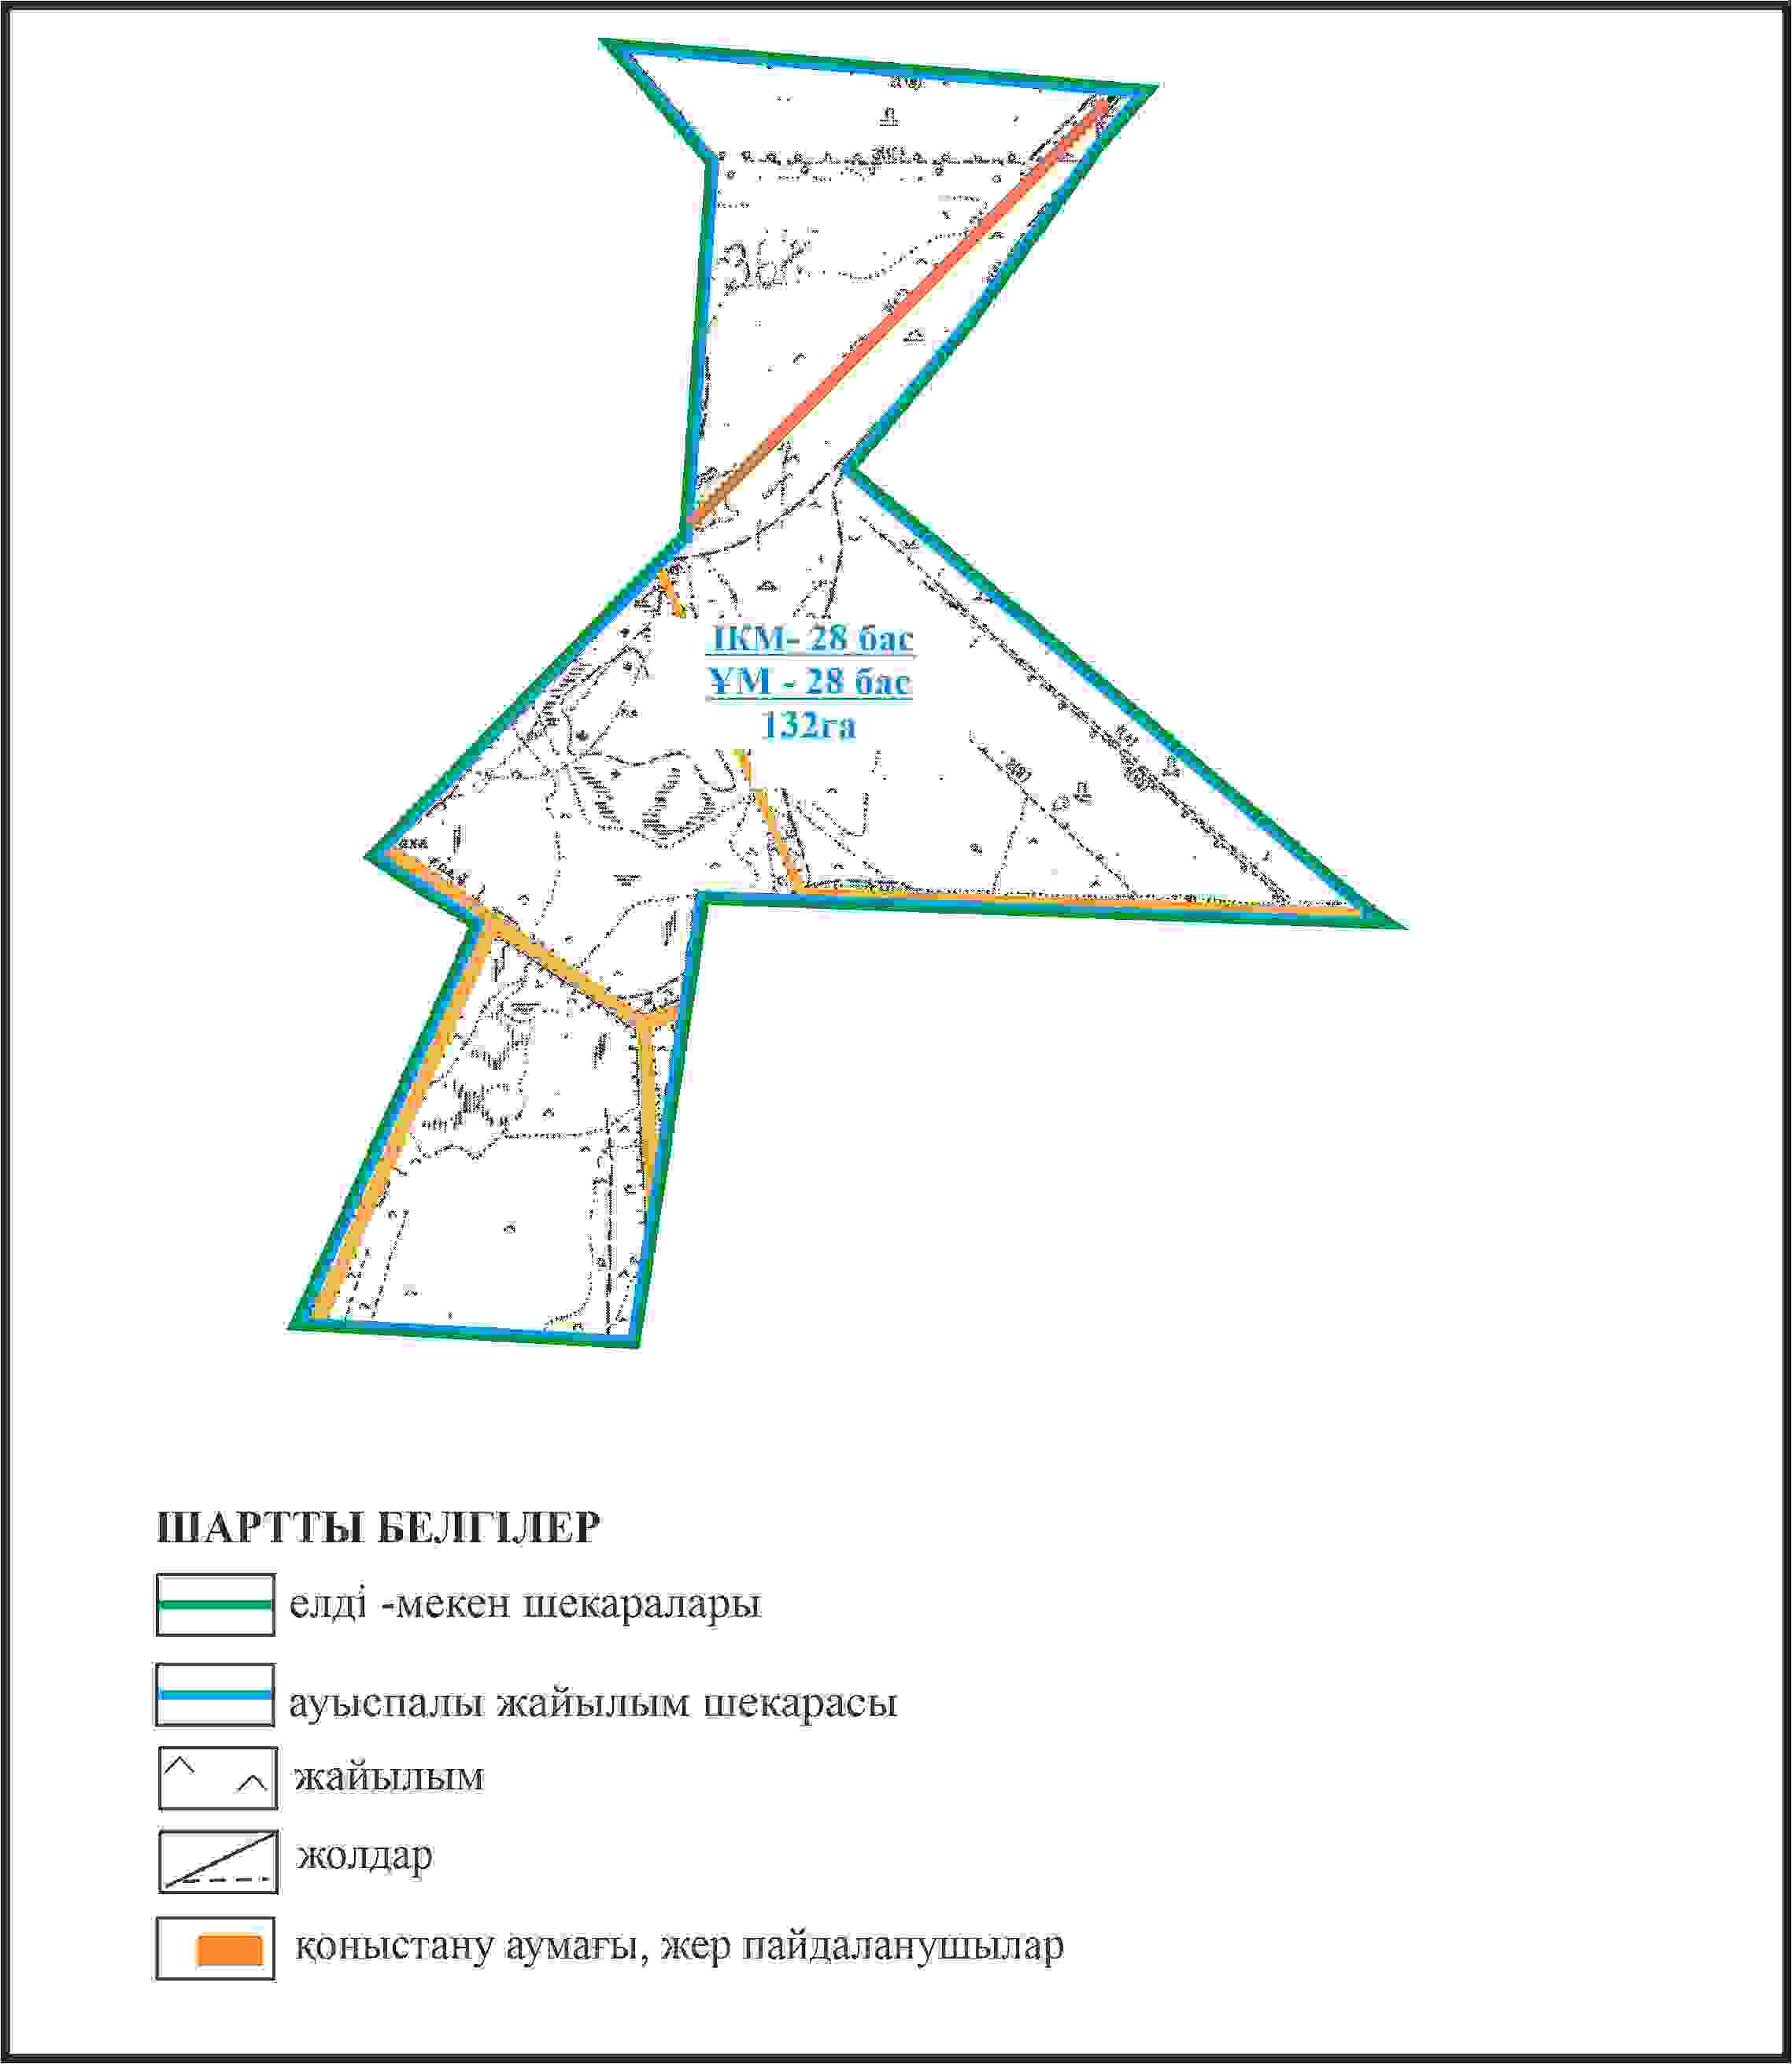 ІКМ- 28 бас
ҰМ - 28 бас
132га
ШАРТТЫ БЕЛГІЛЕР
елді -мекен шекаралары
ауыспалы жайылым шекарасы
жайылым
жолдар
қоныстану аумағы, жер пайдаланушылар